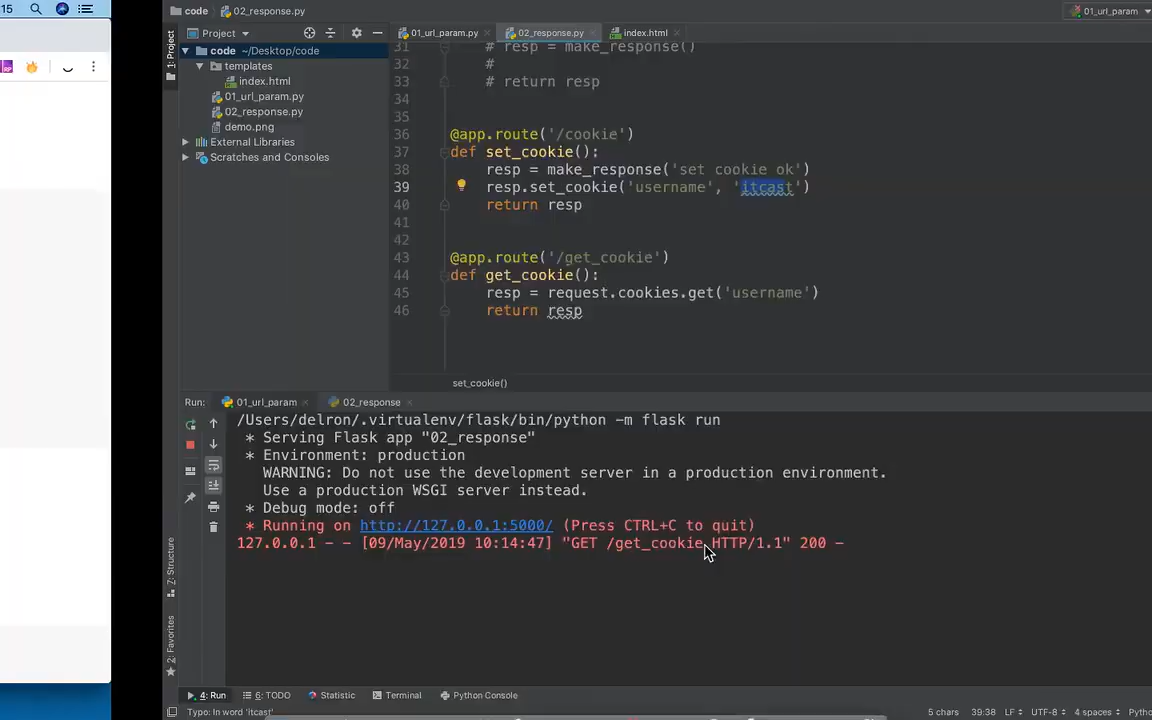 15
code 02_response.py 01_url_param
1: Project
Project
01_url_param.py 02_response.py index.html
code ~/Desktop/code
templates
index.html
01_url_param.py
02_response.py
demo.png
External Libraries
Scratches and Consoles
31 # resp = make_response()
32 #
33 # return resp
34
35
36 @app.route('/cookie')
37 def set_cookie():
38 resp = make_response('set cookie ok')
39 resp.set_cookie('username', 'itcast')
40 return resp
41
42
43 @app.route('/get_cookie')
44 def get_cookie():
45 resp = request.cookies.get('username')
46 return resp
set_cookie()
Run: 01_url_param 02_response
/Users/delron/.virtualenv/flask/bin/python -m flask run
* Serving Flask app "02_response"
* Environment: production
WARNING: Do not use the development server in a production environment.
Use a production WSGI server instead.
* Debug mode: off
* Running on http://127.0.0.1:5000/ (Press CTRL+C to quit)
127.0.0.1 - - [09/May/2019 10:14:47] "GET /get_cookie HTTP/1.1" 200 -
7: Structure
2: Favorites
4: Run 6: TODO Statistic Terminal Python Console
Typo: In word 'itcast' 5 chars 39:38 LF UTF-8 4 spaces Pytho